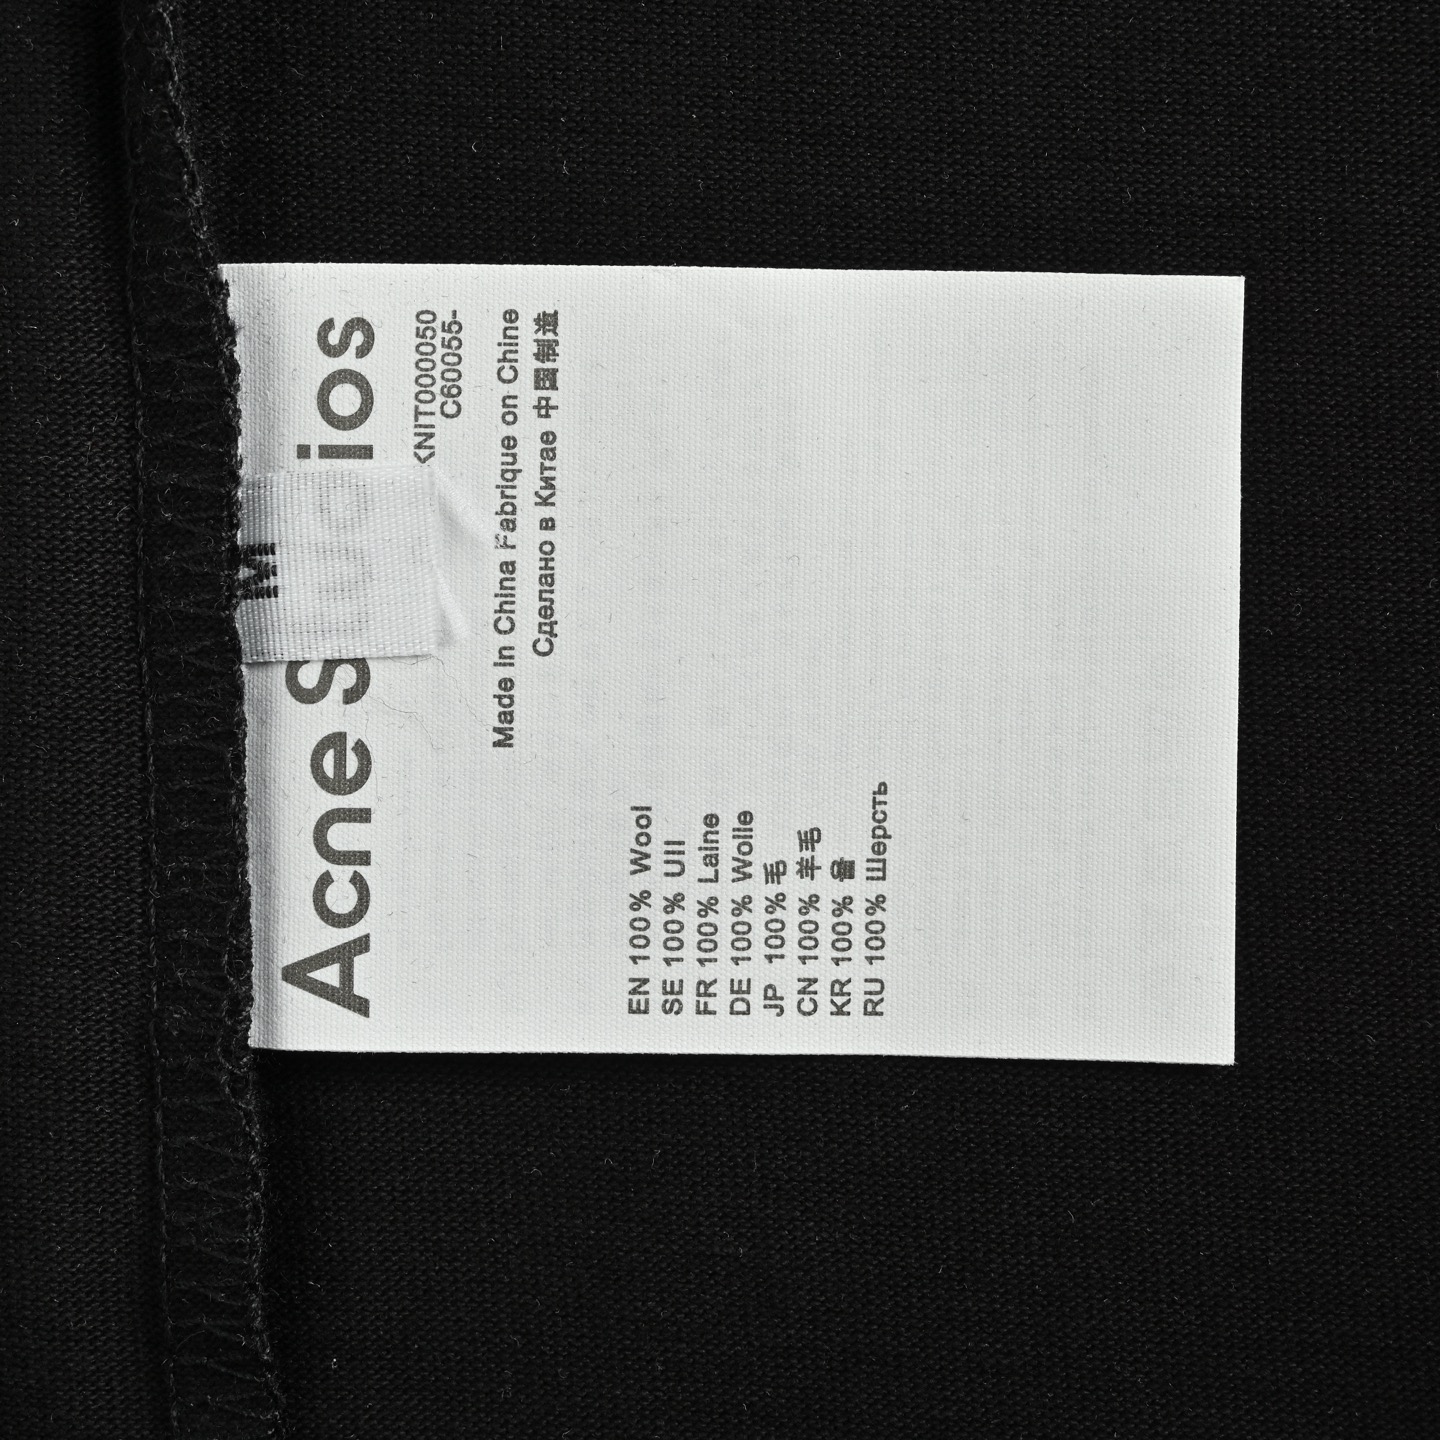 Acne S ios
M
KNIT000050
C60055-
Made in China Fabrique on Chine
Сделано в Китае 中国制造
EN 100% Wool
SE 100% Ull
FR 100% Laine
DE 100% Wolle
JP 100% 毛
CN 100% 羊毛
KR 100%
RU 100% Шерсть